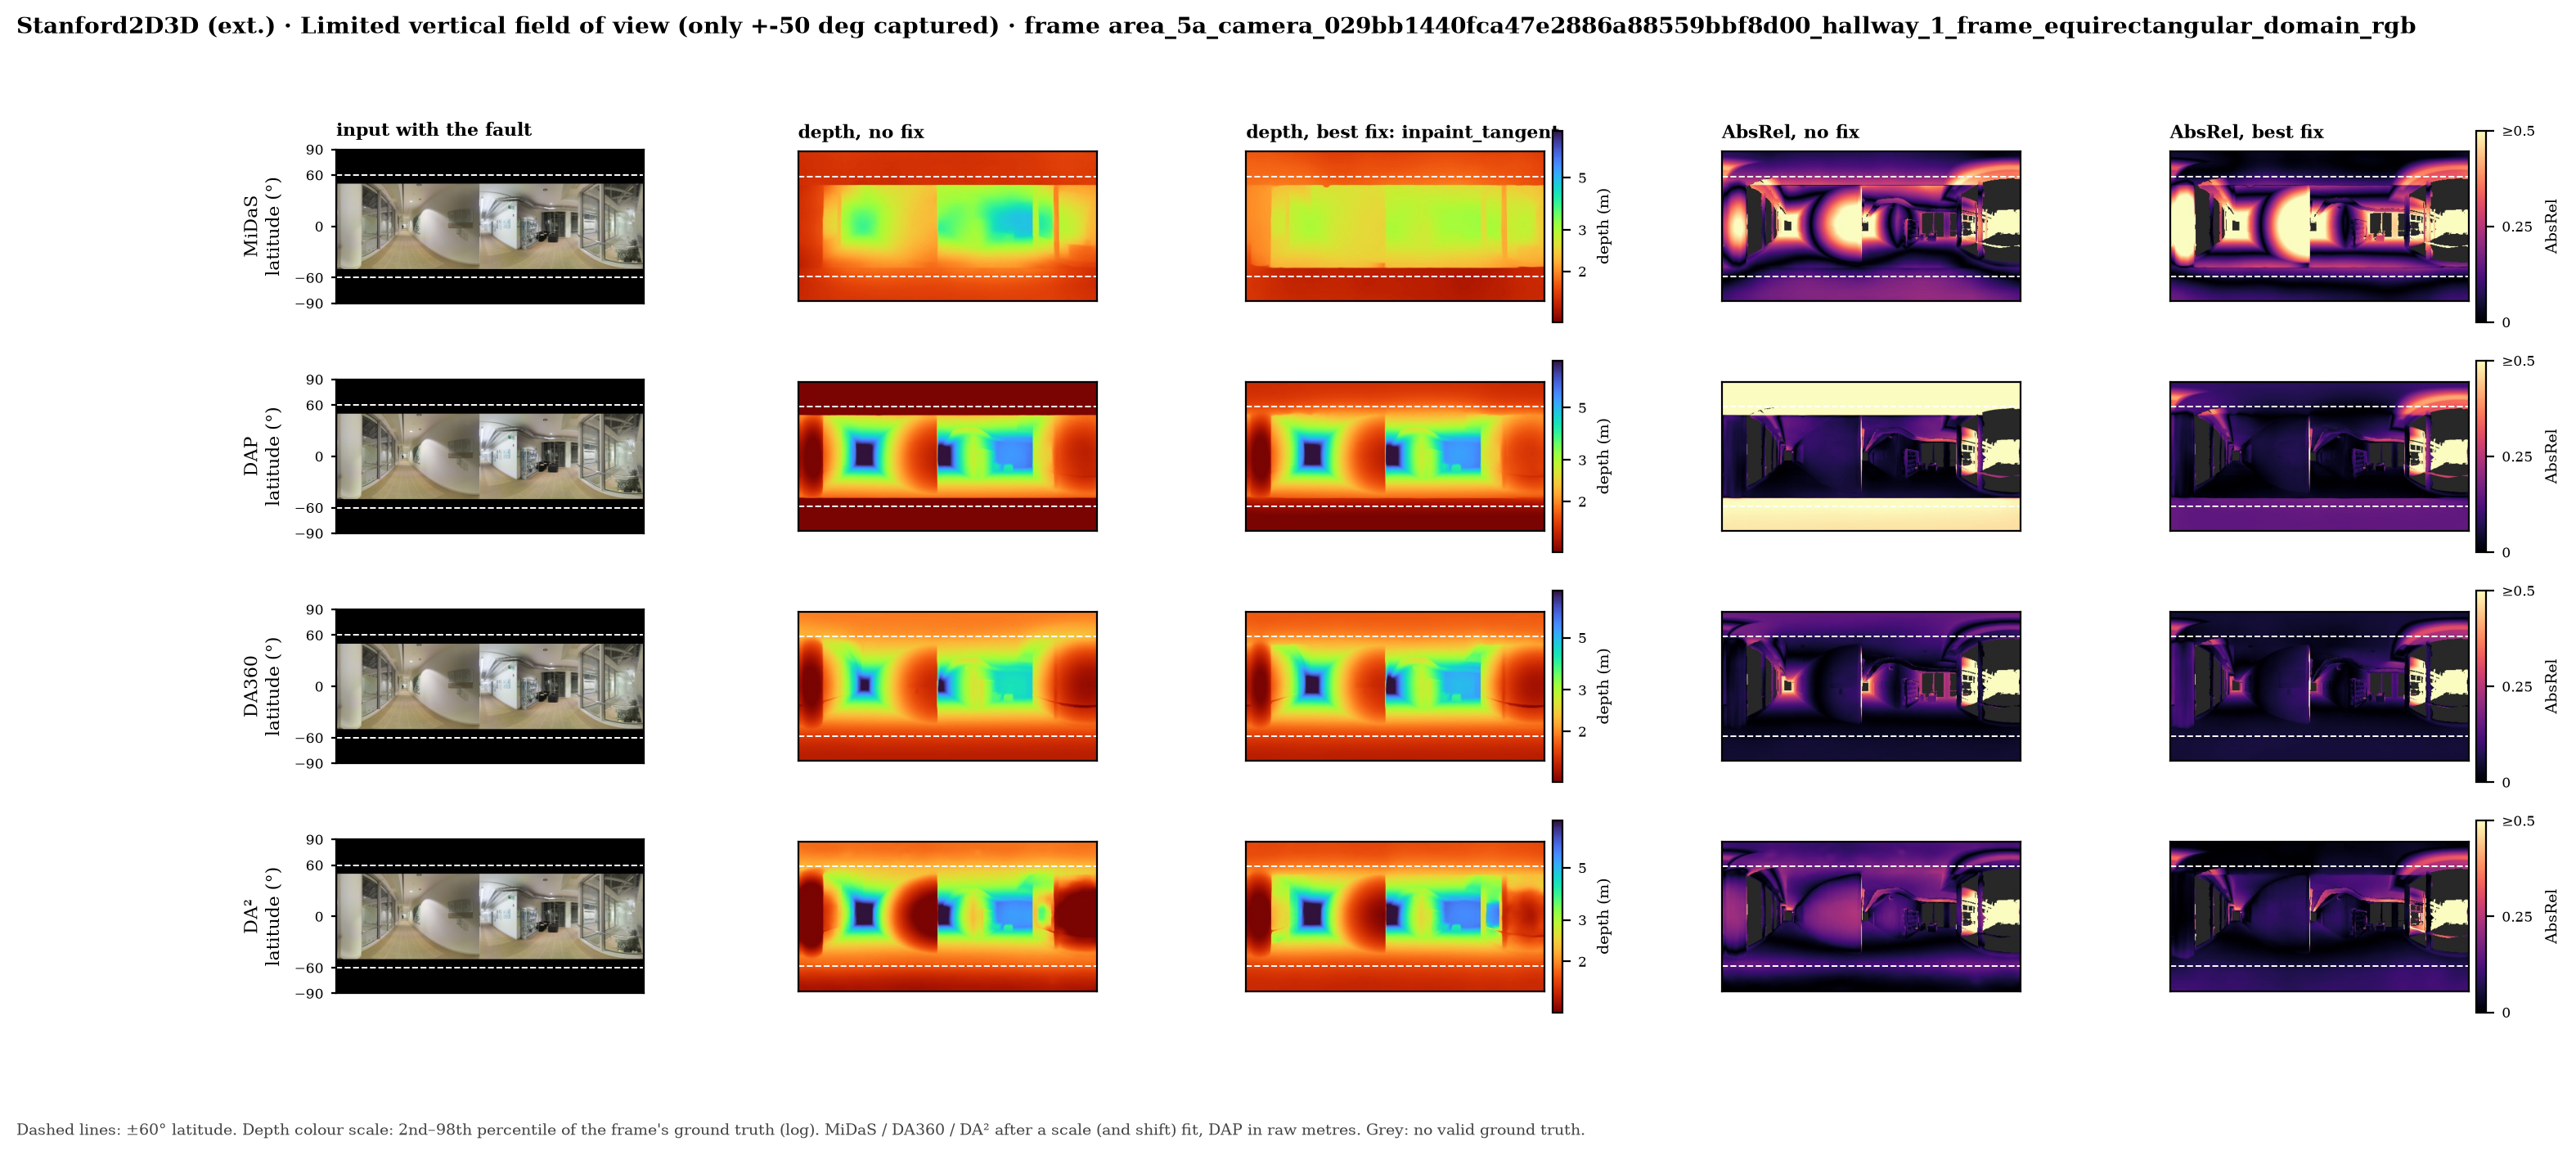 Stanford2D3D (ext.) · Limited vertical field of view (only +-50 deg captured) · frame area_5a_camera_029bb1440fca47e2886a88559bbf8d00_hallway_1_frame_equirectangular_domain_rgb
input with the fault
depth, no fix
depth, best fix: inpaint_tangent
AbsRel, no fix
AbsRel, best fix
MiDaS
latitude (°)
90
60
0
−60
−90
5
3
2
depth (m)
≥0.5
0.25
0
AbsRel
DAP
latitude (°)
90
60
0
−60
−90
5
3
2
depth (m)
≥0.5
0.25
0
AbsRel
DA360
latitude (°)
90
60
0
−60
−90
5
3
2
depth (m)
≥0.5
0.25
0
AbsRel
DA²
latitude (°)
90
60
0
−60
−90
5
3
2
depth (m)
≥0.5
0.25
0
AbsRel
Dashed lines: ±60° latitude. Depth colour scale: 2nd–98th percentile of the frame's ground truth (log). MiDaS / DA360 / DA² after a scale (and shift) fit, DAP in raw metres. Grey: no valid ground truth.